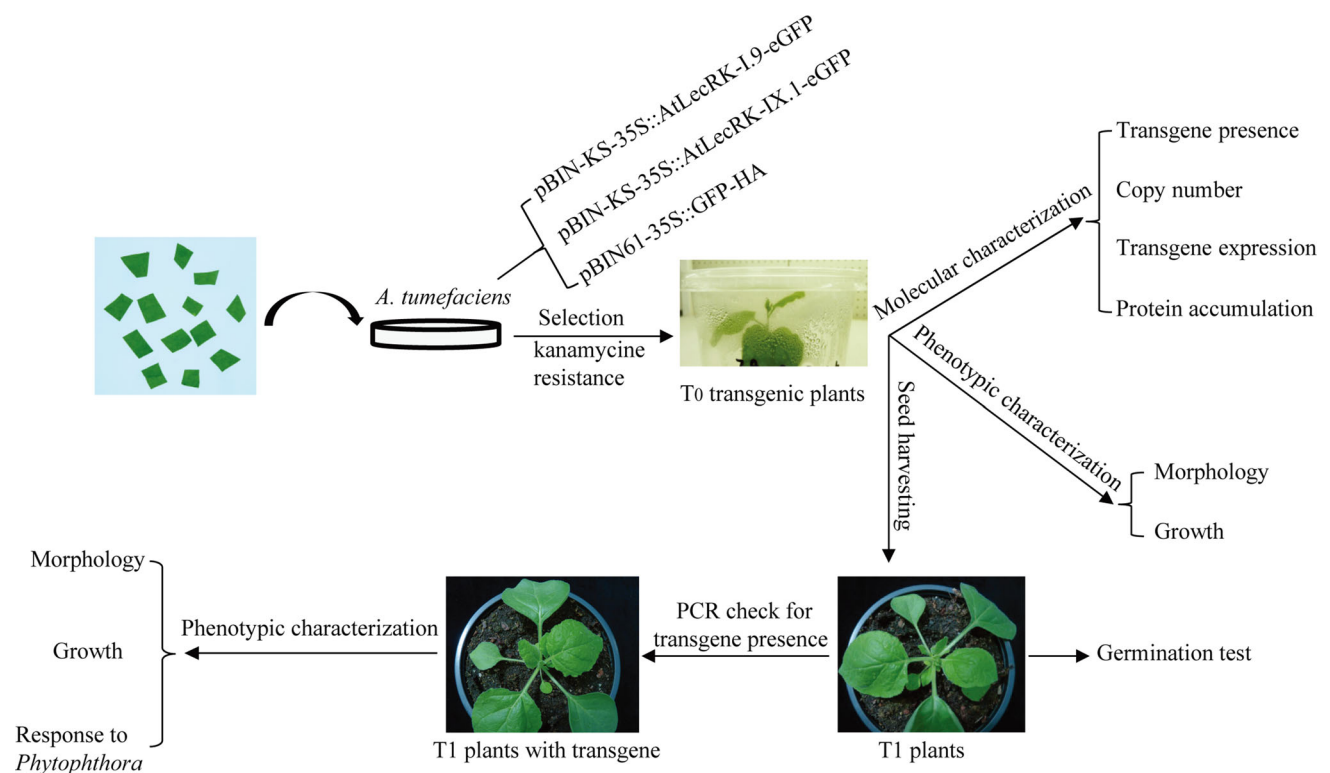 pBIN-KS-35S::AtLecRK-I.9-eGFP
pBIN-KS-35S::AtLecRK-IX.1-eGFP
pBIN61-35S::GFP-HA
A. tumefaciens
Selection
kanamycine
resistance
T0 transgenic plants
Molecular characterization
Transgene presence
Copy number
Transgene expression
Protein accumulation
Phenotypic characterization
Morphology
Growth
Seed harvesting
T1 plants
Germination test
PCR check for
transgene presence
T1 plants with transgene
Phenotypic characterization
Morphology
Growth
Response to
Phytophthora